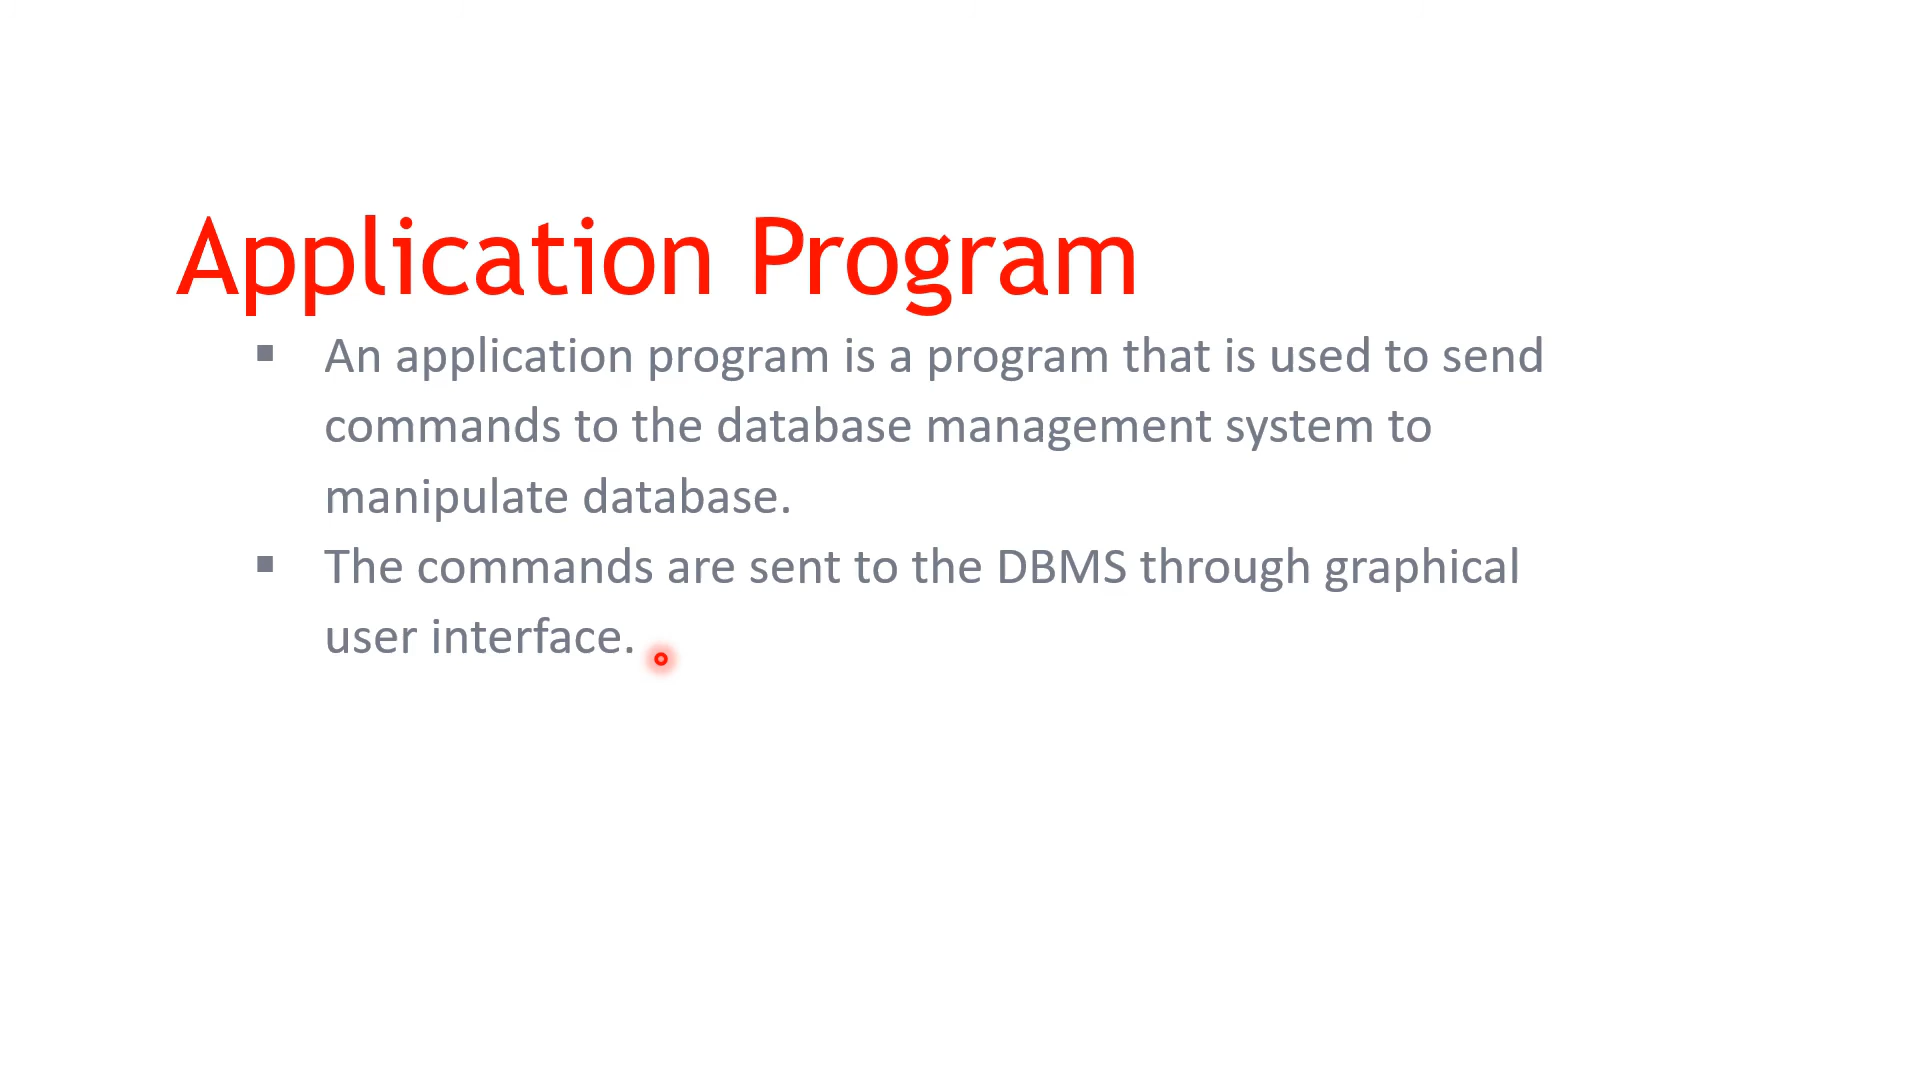 Application Program
▪ An application program is a program that is used to send
commands to the database management system to
manipulate database.
▪ The commands are sent to the DBMS through graphical
user interface.